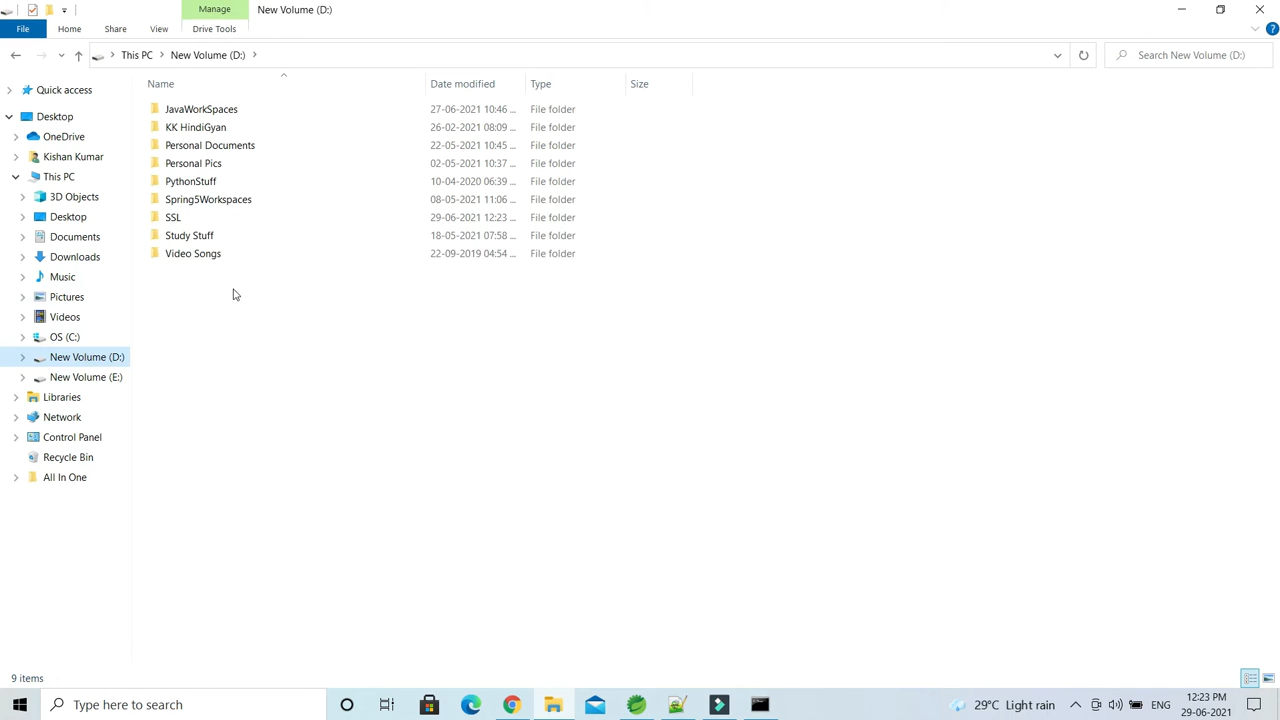 Manage
New Volume (D:)
File
Home
Share
View
Drive Tools
This PC
New Volume (D:)
Search New Volume (D:)
Name
Date modified
Type
Size
JavaWorkSpaces 27-06-2021 10:46 ... File folder
KK HindiGyan 26-02-2021 08:09 ... File folder
Personal Documents 22-05-2021 10:45 ... File folder
Personal Pics 02-05-2021 10:37 ... File folder
PythonStuff 10-04-2020 06:39 ... File folder
Spring5Workspaces 08-05-2021 11:06 ... File folder
SSL 29-06-2021 12:23 ... File folder
Study Stuff 18-05-2021 07:58 ... File folder
Video Songs 22-09-2019 04:54 ... File folder
Quick access
Desktop
OneDrive
Kishan Kumar
This PC
3D Objects
Desktop
Documents
Downloads
Music
Pictures
Videos
OS (C:)
New Volume (D:)
New Volume (E:)
Libraries
Network
Control Panel
Recycle Bin
All In One
9 items
Type here to search
29°C Light rain
ENG
12:23 PM
29-06-2021